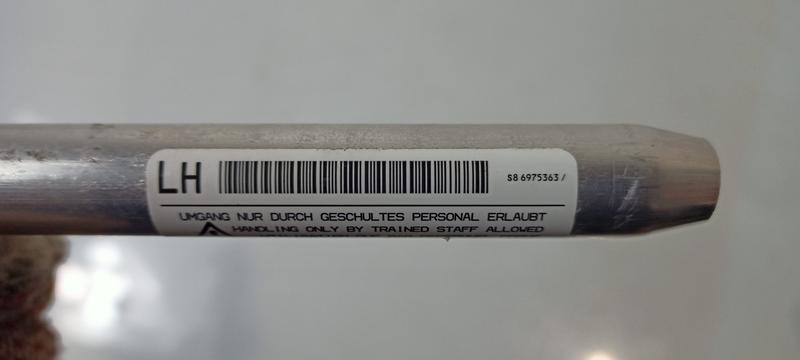 LH
S8 6975363 /
UMGANG NUR DURCH GESCHULTES PERSONAL ERLAUBT
HANDLING ONLY BY TRAINED STAFF ALLOWED